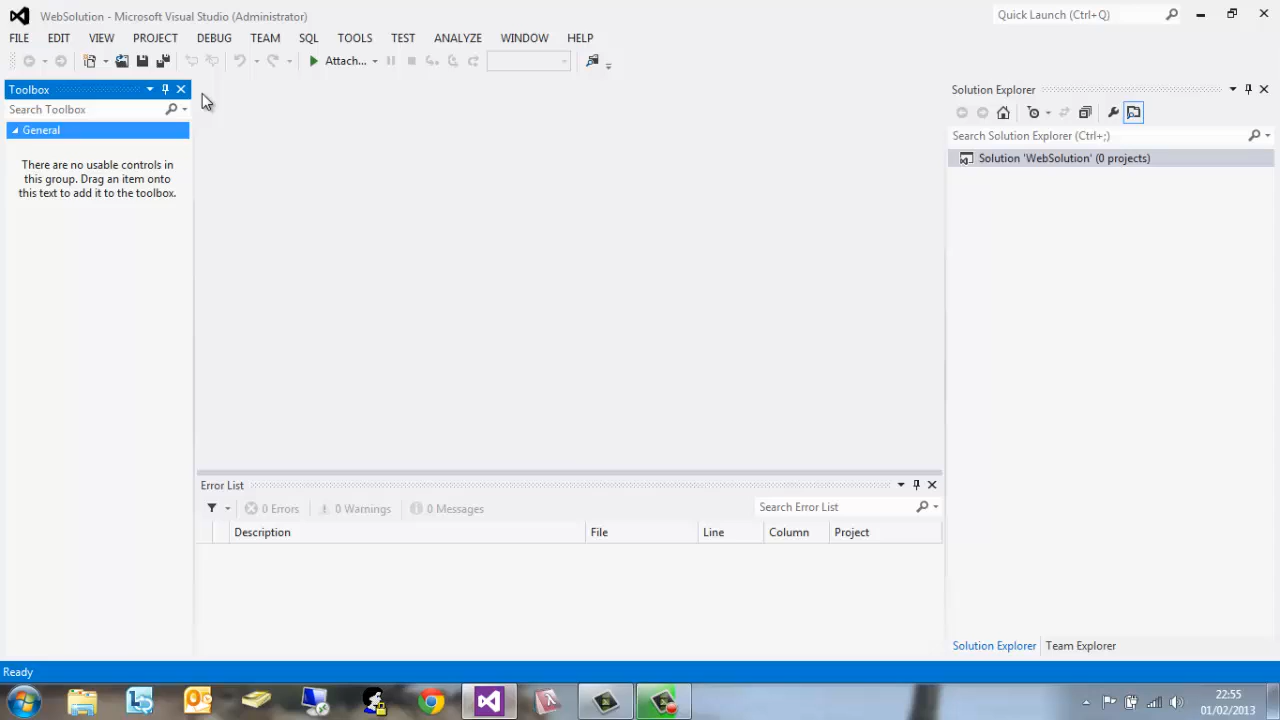 WebSolution - Microsoft Visual Studio (Administrator)
Quick Launch (Ctrl+Q)
FILE EDIT VIEW PROJECT DEBUG TEAM SQL TOOLS TEST ANALYZE WINDOW HELP
Attach...
Toolbox
Search Toolbox
General
There are no usable controls in
this group. Drag an item onto
this text to add it to the toolbox.
Solution Explorer
Search Solution Explorer (Ctrl+;)
Solution 'WebSolution' (0 projects)
Error List
0 Errors 0 Warnings 0 Messages
Search Error List
Description File Line Column Project
Solution Explorer Team Explorer
Ready
22:55
01/02/2013